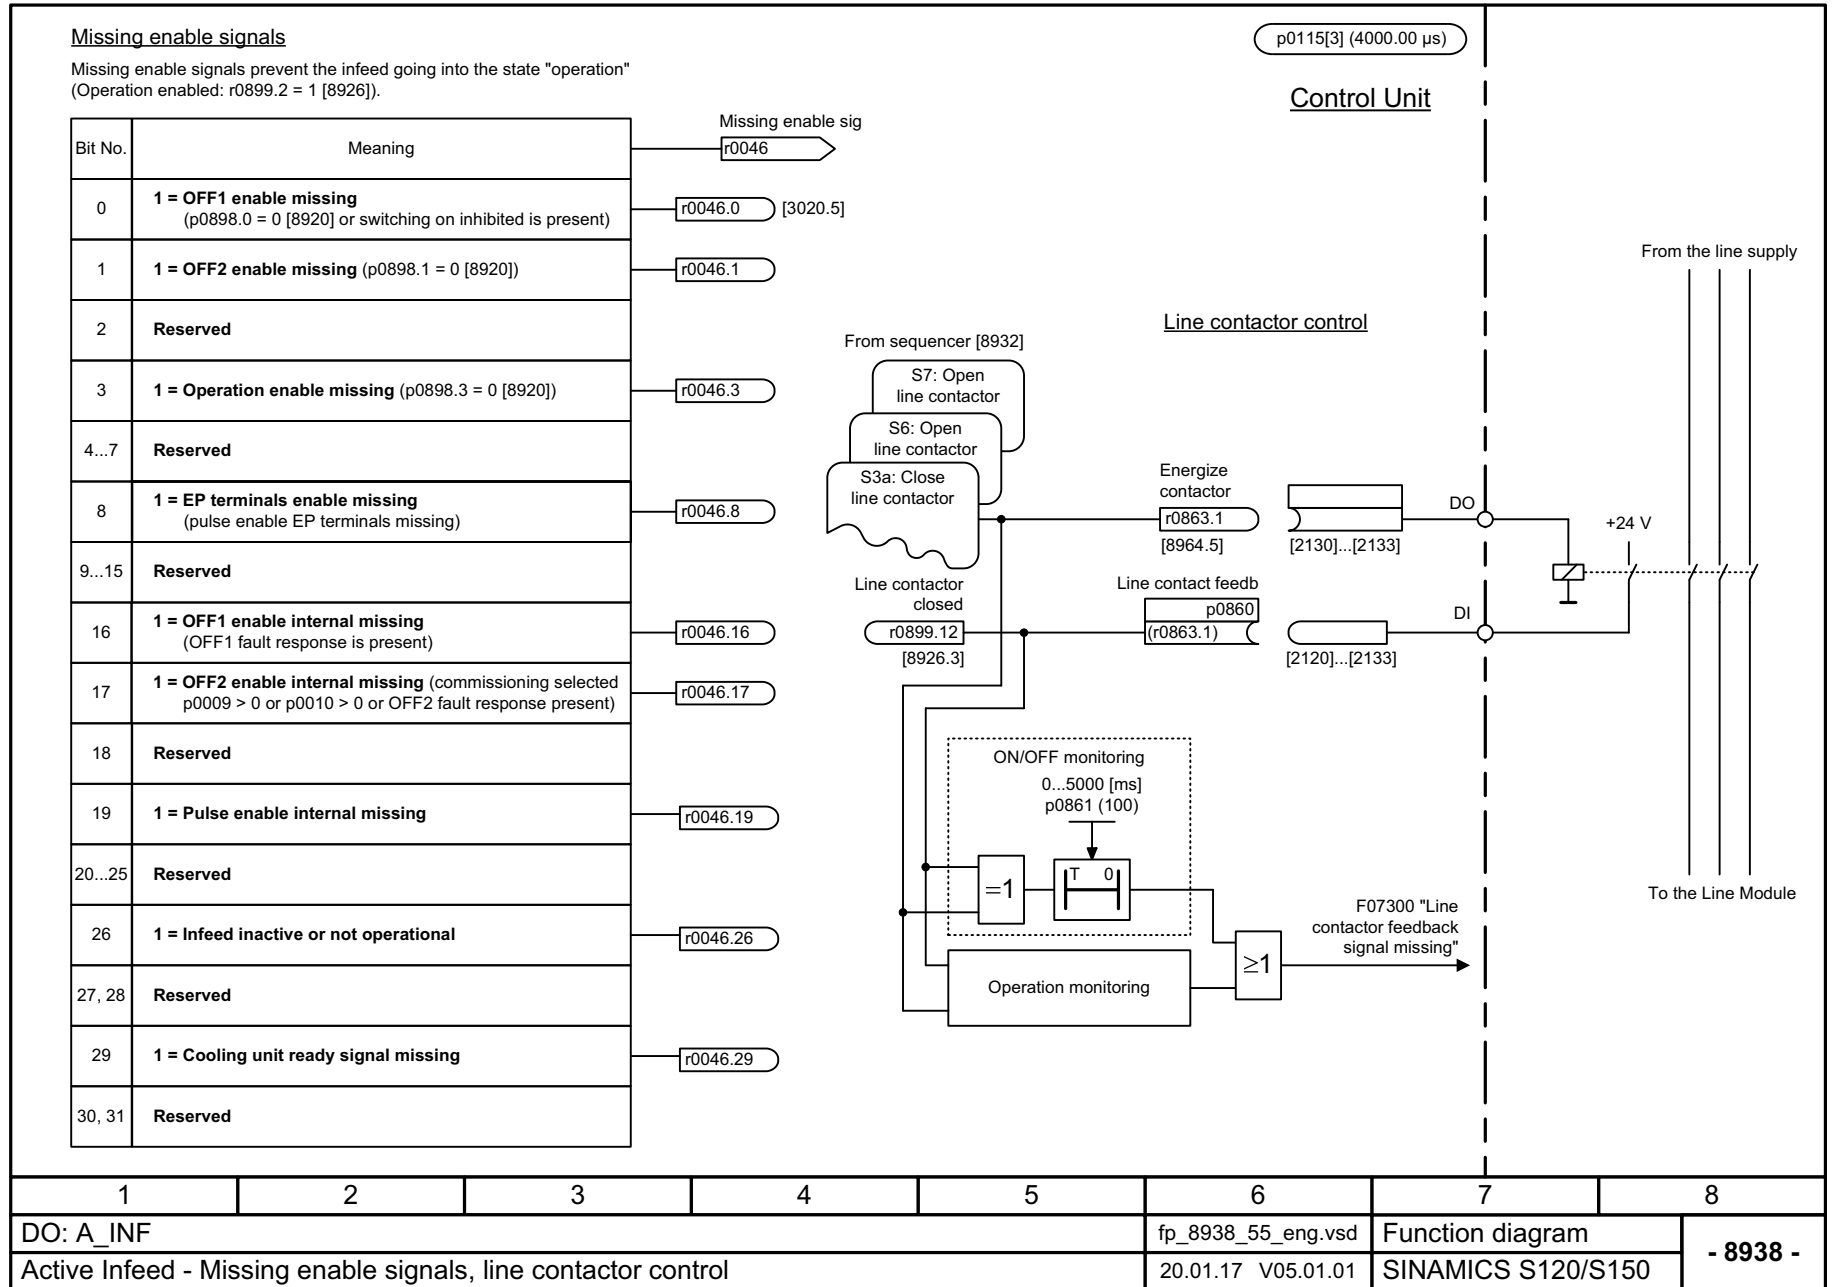 Missing enable signals
Missing enable signals prevent the infeed going into the state "operation"
(Operation enabled: r0899.2 = 1 [8926]).
p0115[3] (4000.00 µs)
Control Unit
Bit No.
Meaning
Missing enable sig
r0046
0
1 = OFF1 enable missing
(p0898.0 = 0 [8920] or switching on inhibited is present)
r0046.0
[3020.5]
1
1 = OFF2 enable missing (p0898.1 = 0 [8920])
r0046.1
2
Reserved
3
1 = Operation enable missing (p0898.3 = 0 [8920])
r0046.3
4...7
Reserved
8
1 = EP terminals enable missing
(pulse enable EP terminals missing)
r0046.8
9...15
Reserved
16
1 = OFF1 enable internal missing
(OFF1 fault response is present)
r0046.16
17
1 = OFF2 enable internal missing (commissioning selected
p0009 > 0 or p0010 > 0 or OFF2 fault response present)
r0046.17
18
Reserved
19
1 = Pulse enable internal missing
r0046.19
20...25
Reserved
26
1 = Infeed inactive or not operational
r0046.26
27, 28
Reserved
29
1 = Cooling unit ready signal missing
r0046.29
30, 31
Reserved
Line contactor control
From sequencer [8932]
S7: Open
line contactor
S6: Open
line contactor
S3a: Close
line contactor
Energize
contactor
r0863.1
[8964.5]
[2130]...[2133]
DO
+24 V
From the line supply
Line contactor
closed
r0899.12
[8926.3]
Line contact feedb
p0860
(r0863.1)
[2120]...[2133]
DI
ON/OFF monitoring
0...5000 [ms]
p0861 (100)
=1
T 0
Operation monitoring
≥1
F07300 "Line
contactor feedback
signal missing"
To the Line Module
1 2 3 4 5 6 7 8
DO: A_INF
fp_8938_55_eng.vsd
Function diagram
- 8938 -
Active Infeed - Missing enable signals, line contactor control
20.01.17 V05.01.01
SINAMICS S120/S150